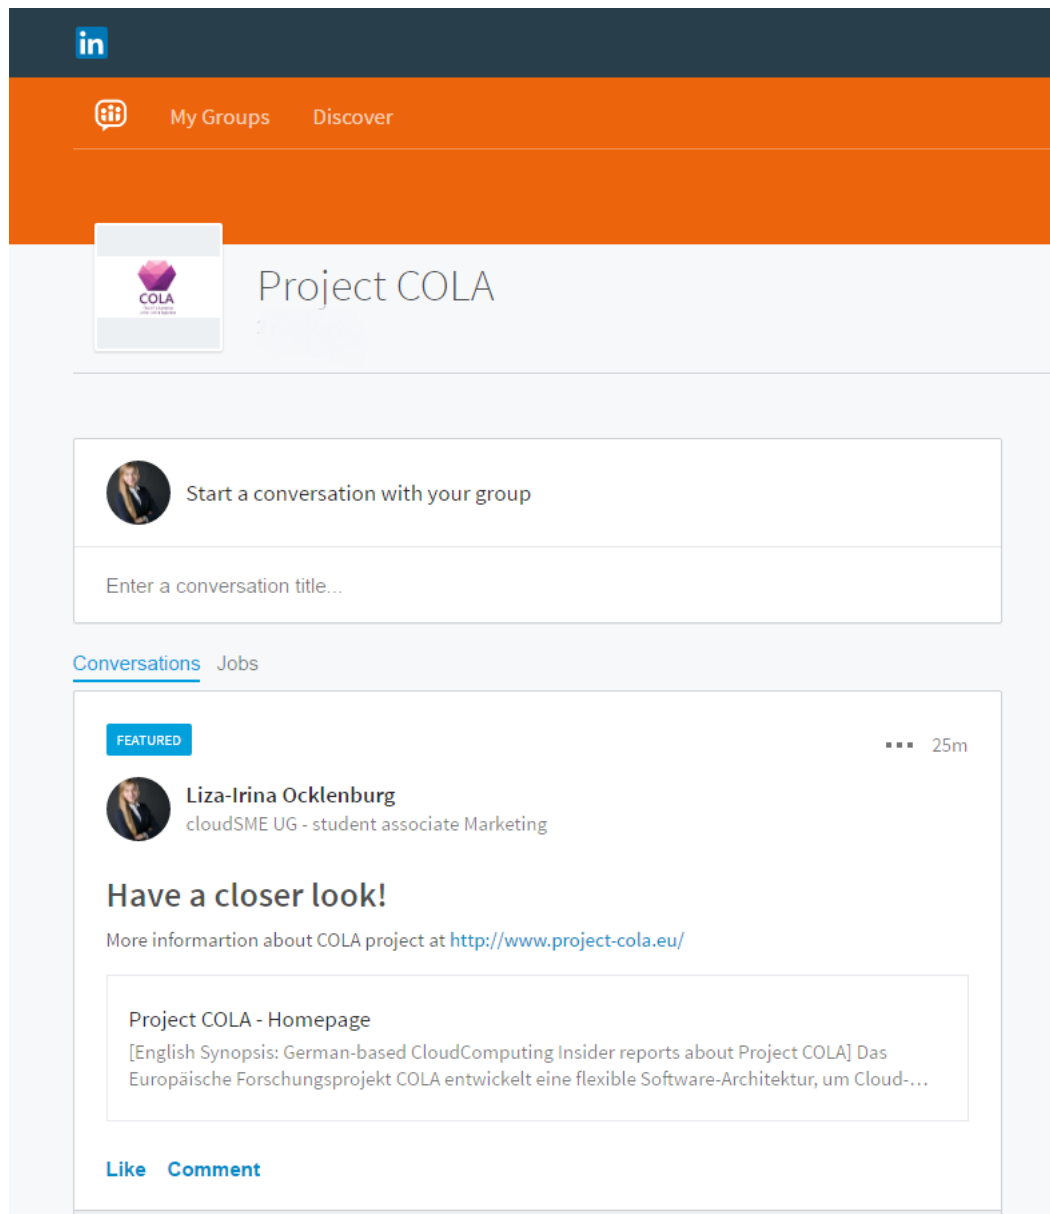 in
My Groups Discover
COLA
Project COLA
Start a conversation with your group
Enter a conversation title...
Conversations Jobs
FEATURED
25m
Liza-Irina Ocklenburg
cloudSME UG - student associate Marketing
Have a closer look!
More informartion about COLA project at http://www.project-cola.eu/
Project COLA - Homepage
[English Synopsis: German-based CloudComputing Insider reports about Project COLA] Das
Europäische Forschungsprojekt COLA entwickelt eine flexible Software-Architektur, um Cloud-…
Like Comment